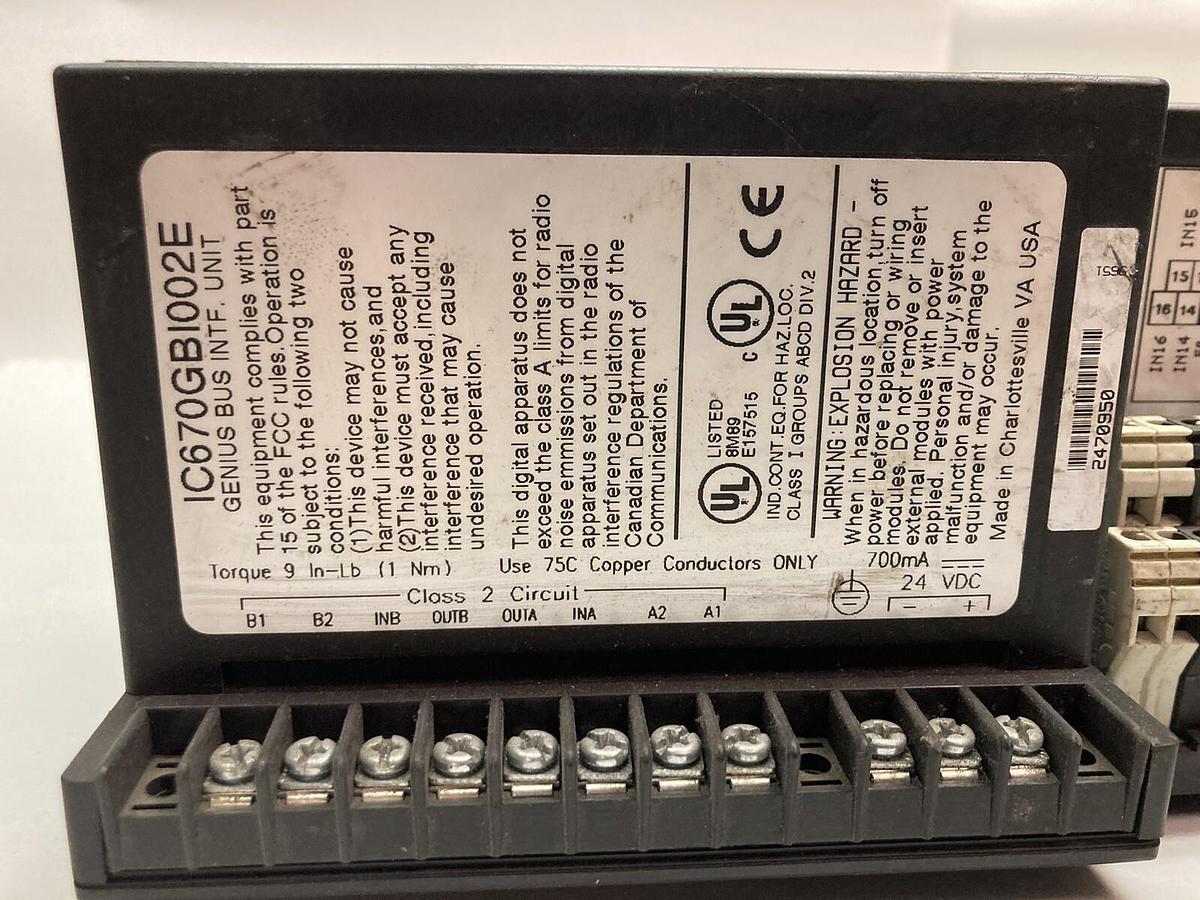 IC670GBI002E
GENIUS BUS INTF. UNIT
This equipment complies with part
15 of the FCC rules. Operation is
subject to the following two
conditions:
(1)This device may not cause
harmful interferences,and
(2)This device must accept any
interference received, including
interference that may cause
undesired operation.
This digital apparatus does not
exceed the class A limits for radio
noise emmissions from digital
apparatus set out in the radio
interference regulations of the
Canadian Department of
Communications.
UL
LISTED
8M89
E157515
C UL
CE
IND.CONT.EQ.FOR HAZ.LOC.
CLASS I GROUPS ABCD DIV.2
WARNING:EXPLOSION HAZARD -
When in hazardous location, turn off
power before replacing or wiring
modules. Do not remove or insert
external modules with power
applied. Personal injury, system
malfunction and/or damage to the
equipment may occur.
Made in Charlottesville VA USA
Torque 9 In-Lb (1 Nm)
Use 75C Copper Conductors ONLY
700mA
24 VDC
- +
Class 2 Circuit
B1 B2 INB OUTB OUTA INA A2 A1
2470950
IN15
15
16 14
IN16
IN14